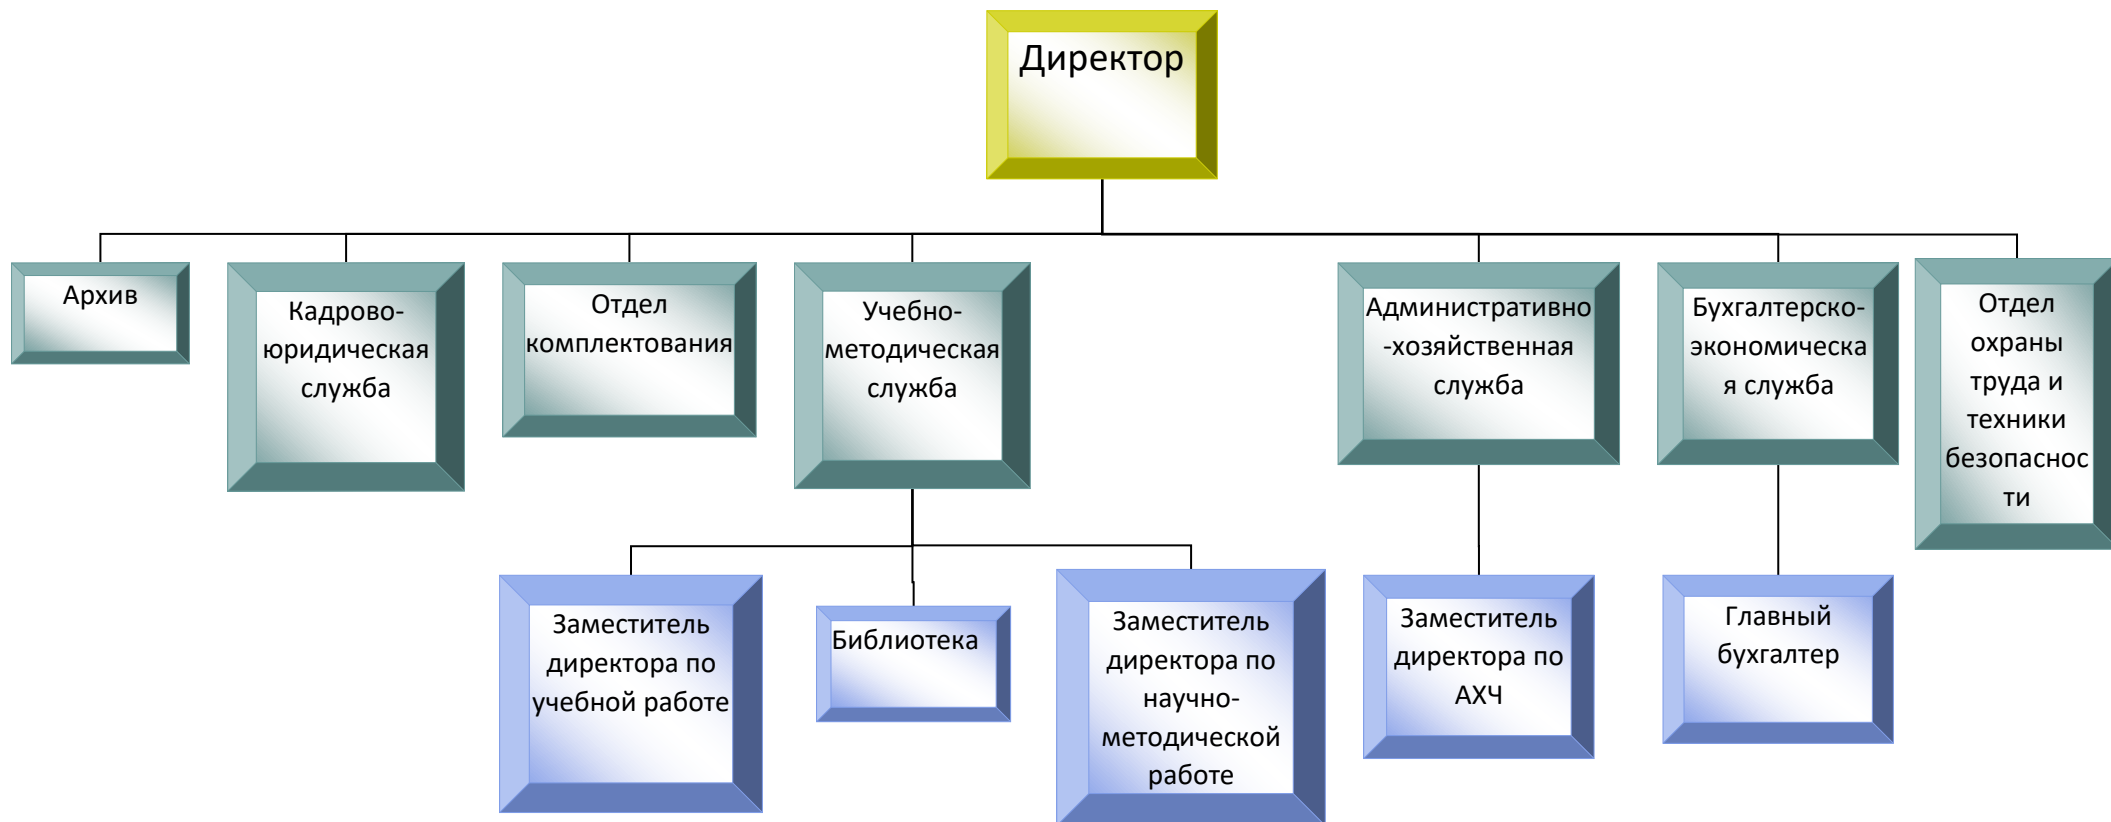 Директор
Архив
Кадрово-
юридическая
служба
Отдел
комплектования
Учебно-
методическая
служба
Административно
-хозяйственная
служба
Бухгалтерско-
экономическа
я служба
Отдел
охраны
труда и
техники
безопаснос
ти
Заместитель
директора по
учебной работе
Библиотека
Заместитель
директора по
научно-
методической
работе
Заместитель
директора по
АХЧ
Главный
бухгалтер